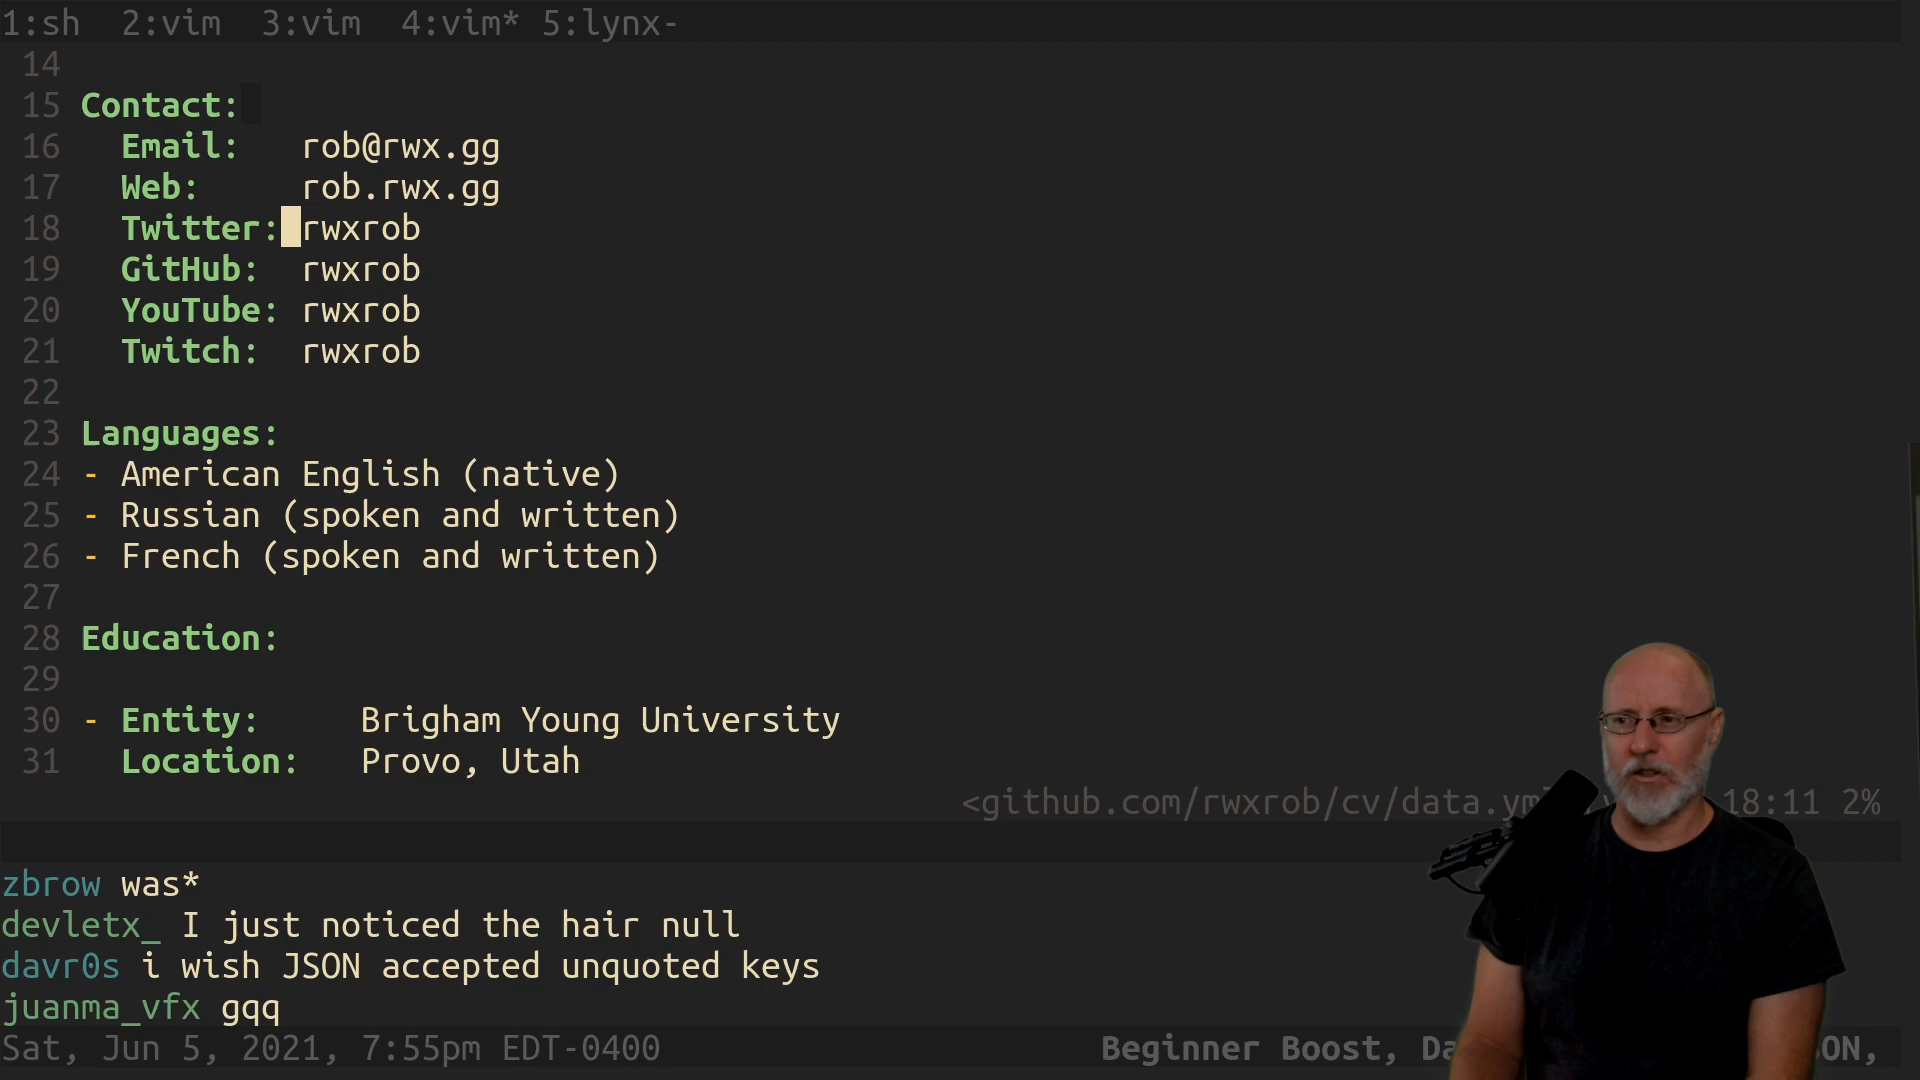 1:sh 2:vim 3:vim 4:vim* 5:lynx-
14
15 Contact:
16 Email: rob@rwx.gg
17 Web: rob.rwx.gg
18 Twitter: rwxrob
19 GitHub: rwxrob
20 YouTube: rwxrob
21 Twitch: rwxrob
22
23 Languages:
24 - American English (native)
25 - Russian (spoken and written)
26 - French (spoken and written)
27
28 Education:
29
30 - Entity: Brigham Young University
31 Location: Provo, Utah
<github.com/rwxrob/cv/data.yml 18:11 2%
zbrow was*
devletx_ I just noticed the hair null
davr0s i wish JSON accepted unquoted keys
juanma_vfx gqq
Sat, Jun 5, 2021, 7:55pm EDT-0400 Beginner Boost,